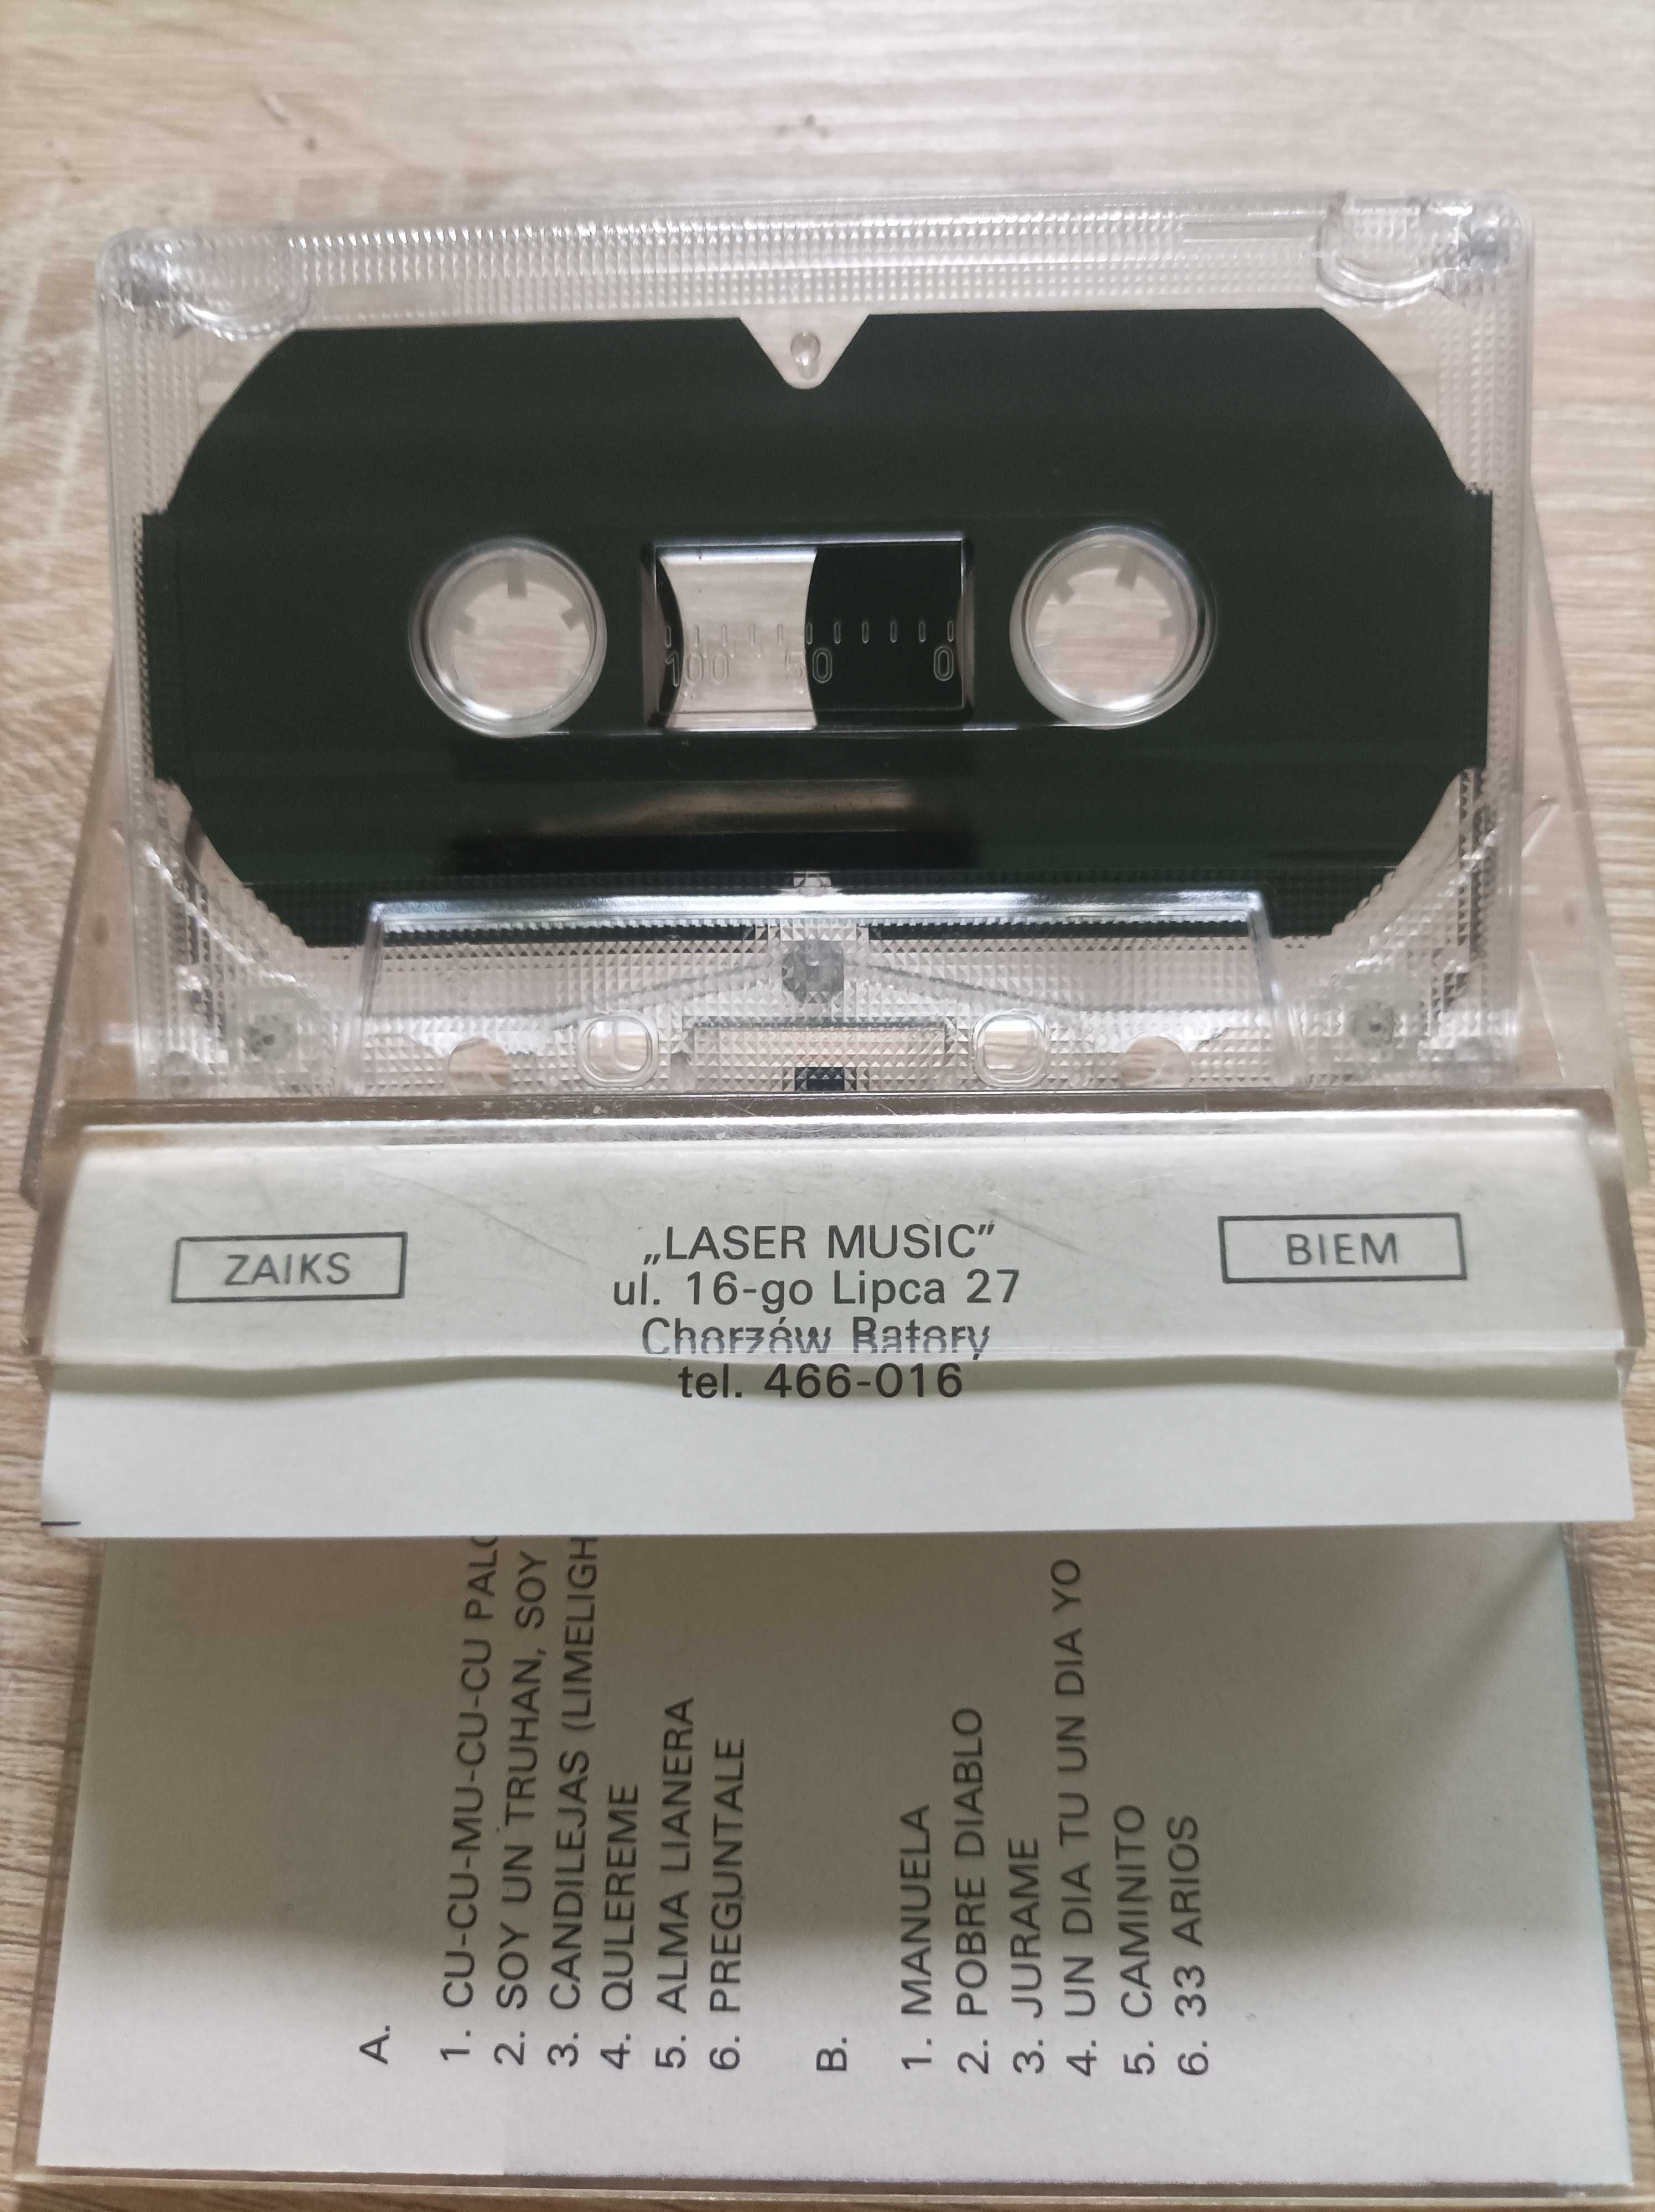 100 50 0
ZAIKS
„LASER MUSIC”
ul. 16-go Lipca 27
Chorzów Batory
tel. 466-016
BIEM
A.
1. CU-CU-MU-CU-CU
2. SOY UN TRUHAN, SOY
3. CANDILEJAS
4. QULEREME
5. ALMA LIANERA
6. PREGUNTALE
B.
1. MANUELA
2. POBRE DIABLO
3. JURAME
4. UN DIA TU UN DIA YO
5. CAMINITO
6. 33 ARIOS